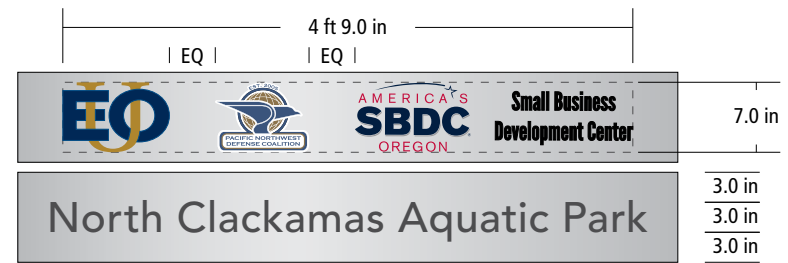 4 ft 9.0 in
EQ EQ
EOU
EST. 2005
PACIFIC NORTHWEST
DEFENSE COALITION
AMERICA'S
SBDC
OREGON
Small Business
Development Center
7.0 in
North Clackamas Aquatic Park
3.0 in
3.0 in
3.0 in